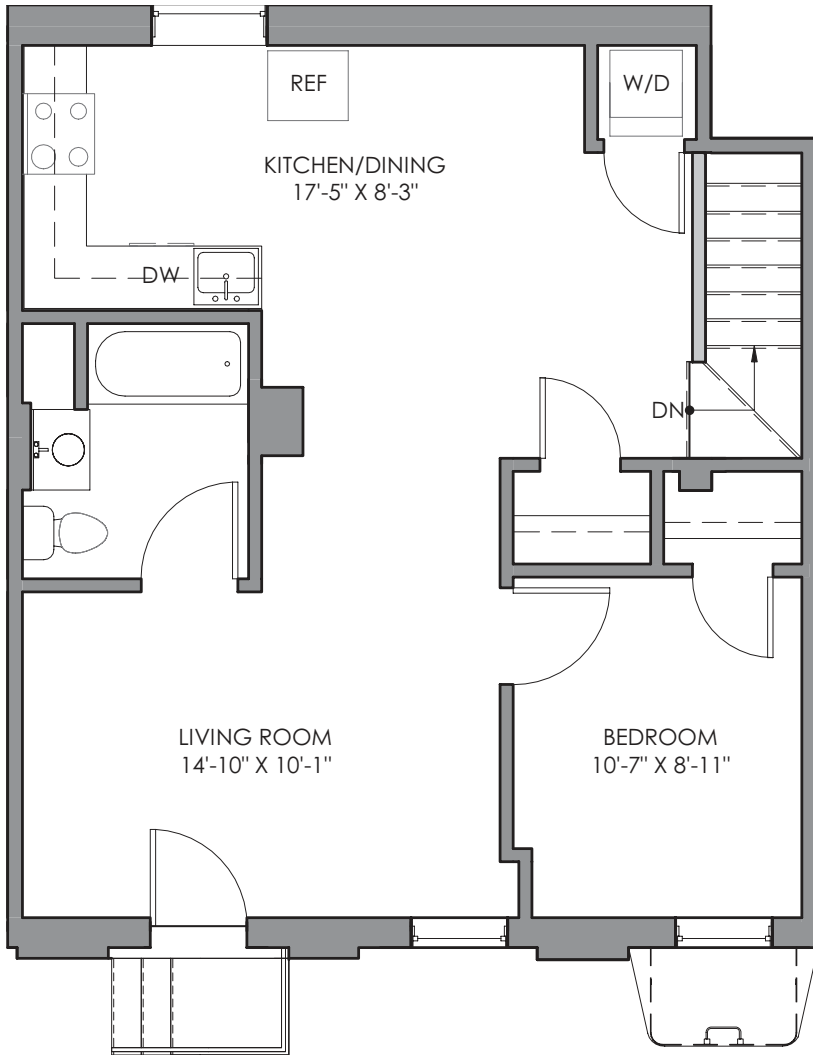 REF
W/D
KITCHEN/DINING
17'-5" X 8'-3"
DW
DN
LIVING ROOM
14'-10" X 10'-1"
BEDROOM
10'-7" X 8'-11"